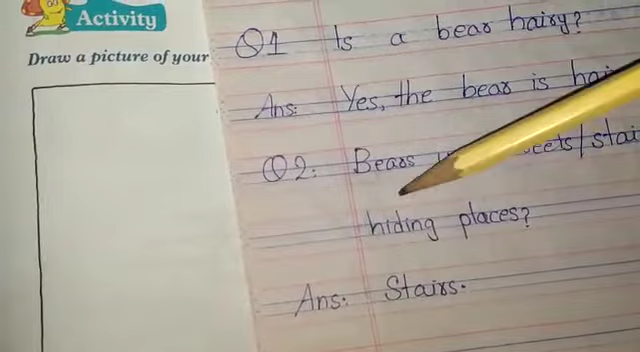 Activity
Draw a picture of your
Q1 Is a bear hairy?
Ans: Yes, the bear is
Q2. Bears
hiding places?
Ans. Stairs.